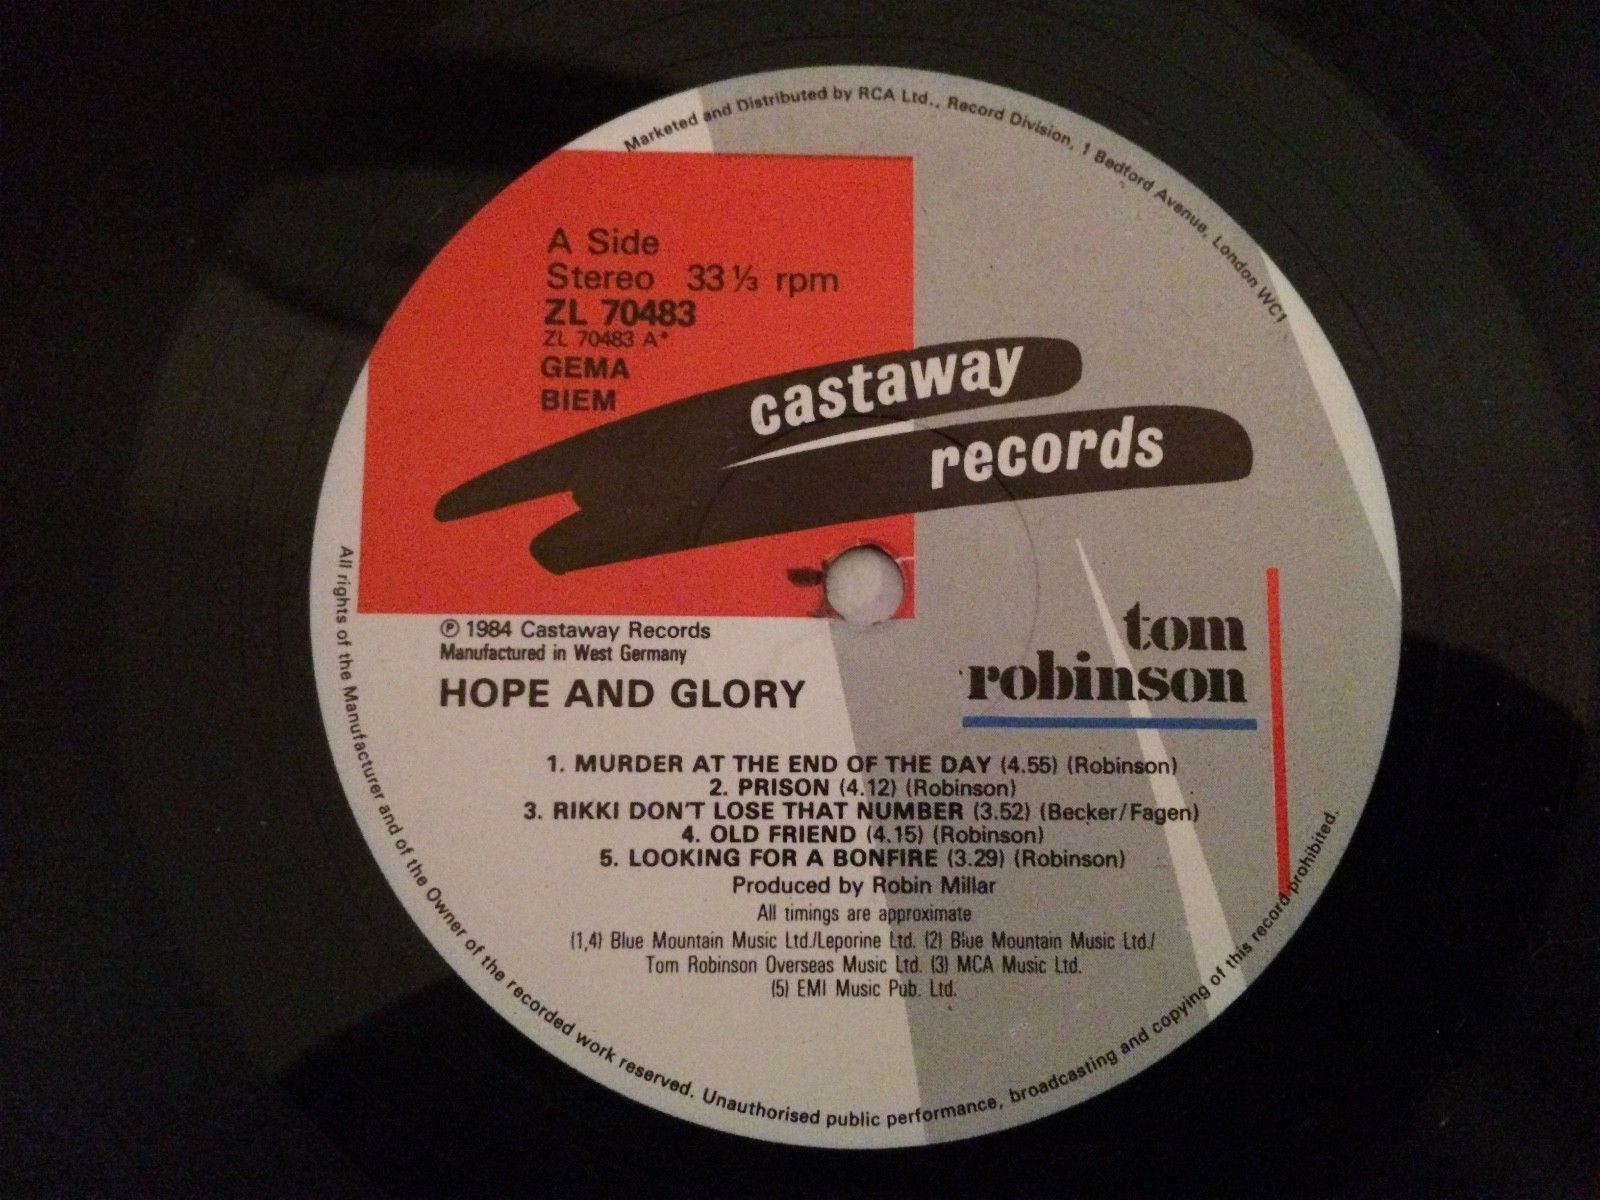 Marketed and Distributed by RCA Ltd., Record Division, 1 Bedford Avenue, London WC1
A Side
Stereo 33⅓ rpm
ZL 70483
ZL 70483 A*
GEMA
BIEM
castaway
records
℗ 1984 Castaway Records
Manufactured in West Germany
HOPE AND GLORY
tom
robinson
1. MURDER AT THE END OF THE DAY (4.55) (Robinson)
2. PRISON (4.12) (Robinson)
3. RIKKI DON'T LOSE THAT NUMBER (3.52) (Becker/Fagen)
4. OLD FRIEND (4.15) (Robinson)
5. LOOKING FOR A BONFIRE (3.29) (Robinson)
Produced by Robin Millar
All timings are approximate
(1,4) Blue Mountain Music Ltd./Leporine Ltd. (2) Blue Mountain Music Ltd./
Tom Robinson Overseas Music Ltd. (3) MCA Music Ltd.
(5) EMI Music Pub. Ltd.
All rights of the Manufacturer and of the Owner of the recorded work reserved. Unauthorised public performance, broadcasting and copying of this record prohibited.